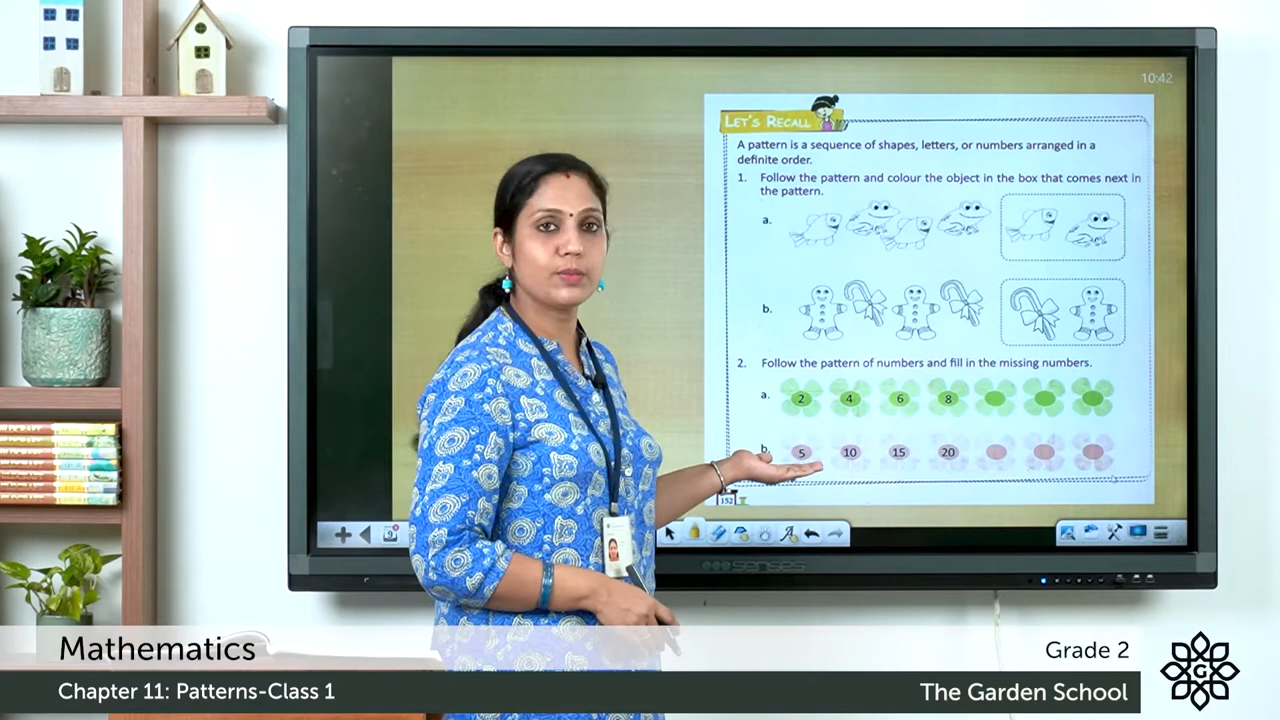 10:42
LET'S RECALL
A pattern is a sequence of shapes, letters, or numbers arranged in a
definite order.
1. Follow the pattern and colour the object in the box that comes next in
the pattern.
a.
b.
2. Follow the pattern of numbers and fill in the missing numbers.
a. 2 4 6 8
b. 5 10 15 20
152
9
senses
Mathematics
Grade 2
Chapter 11: Patterns-Class 1
The Garden School
G